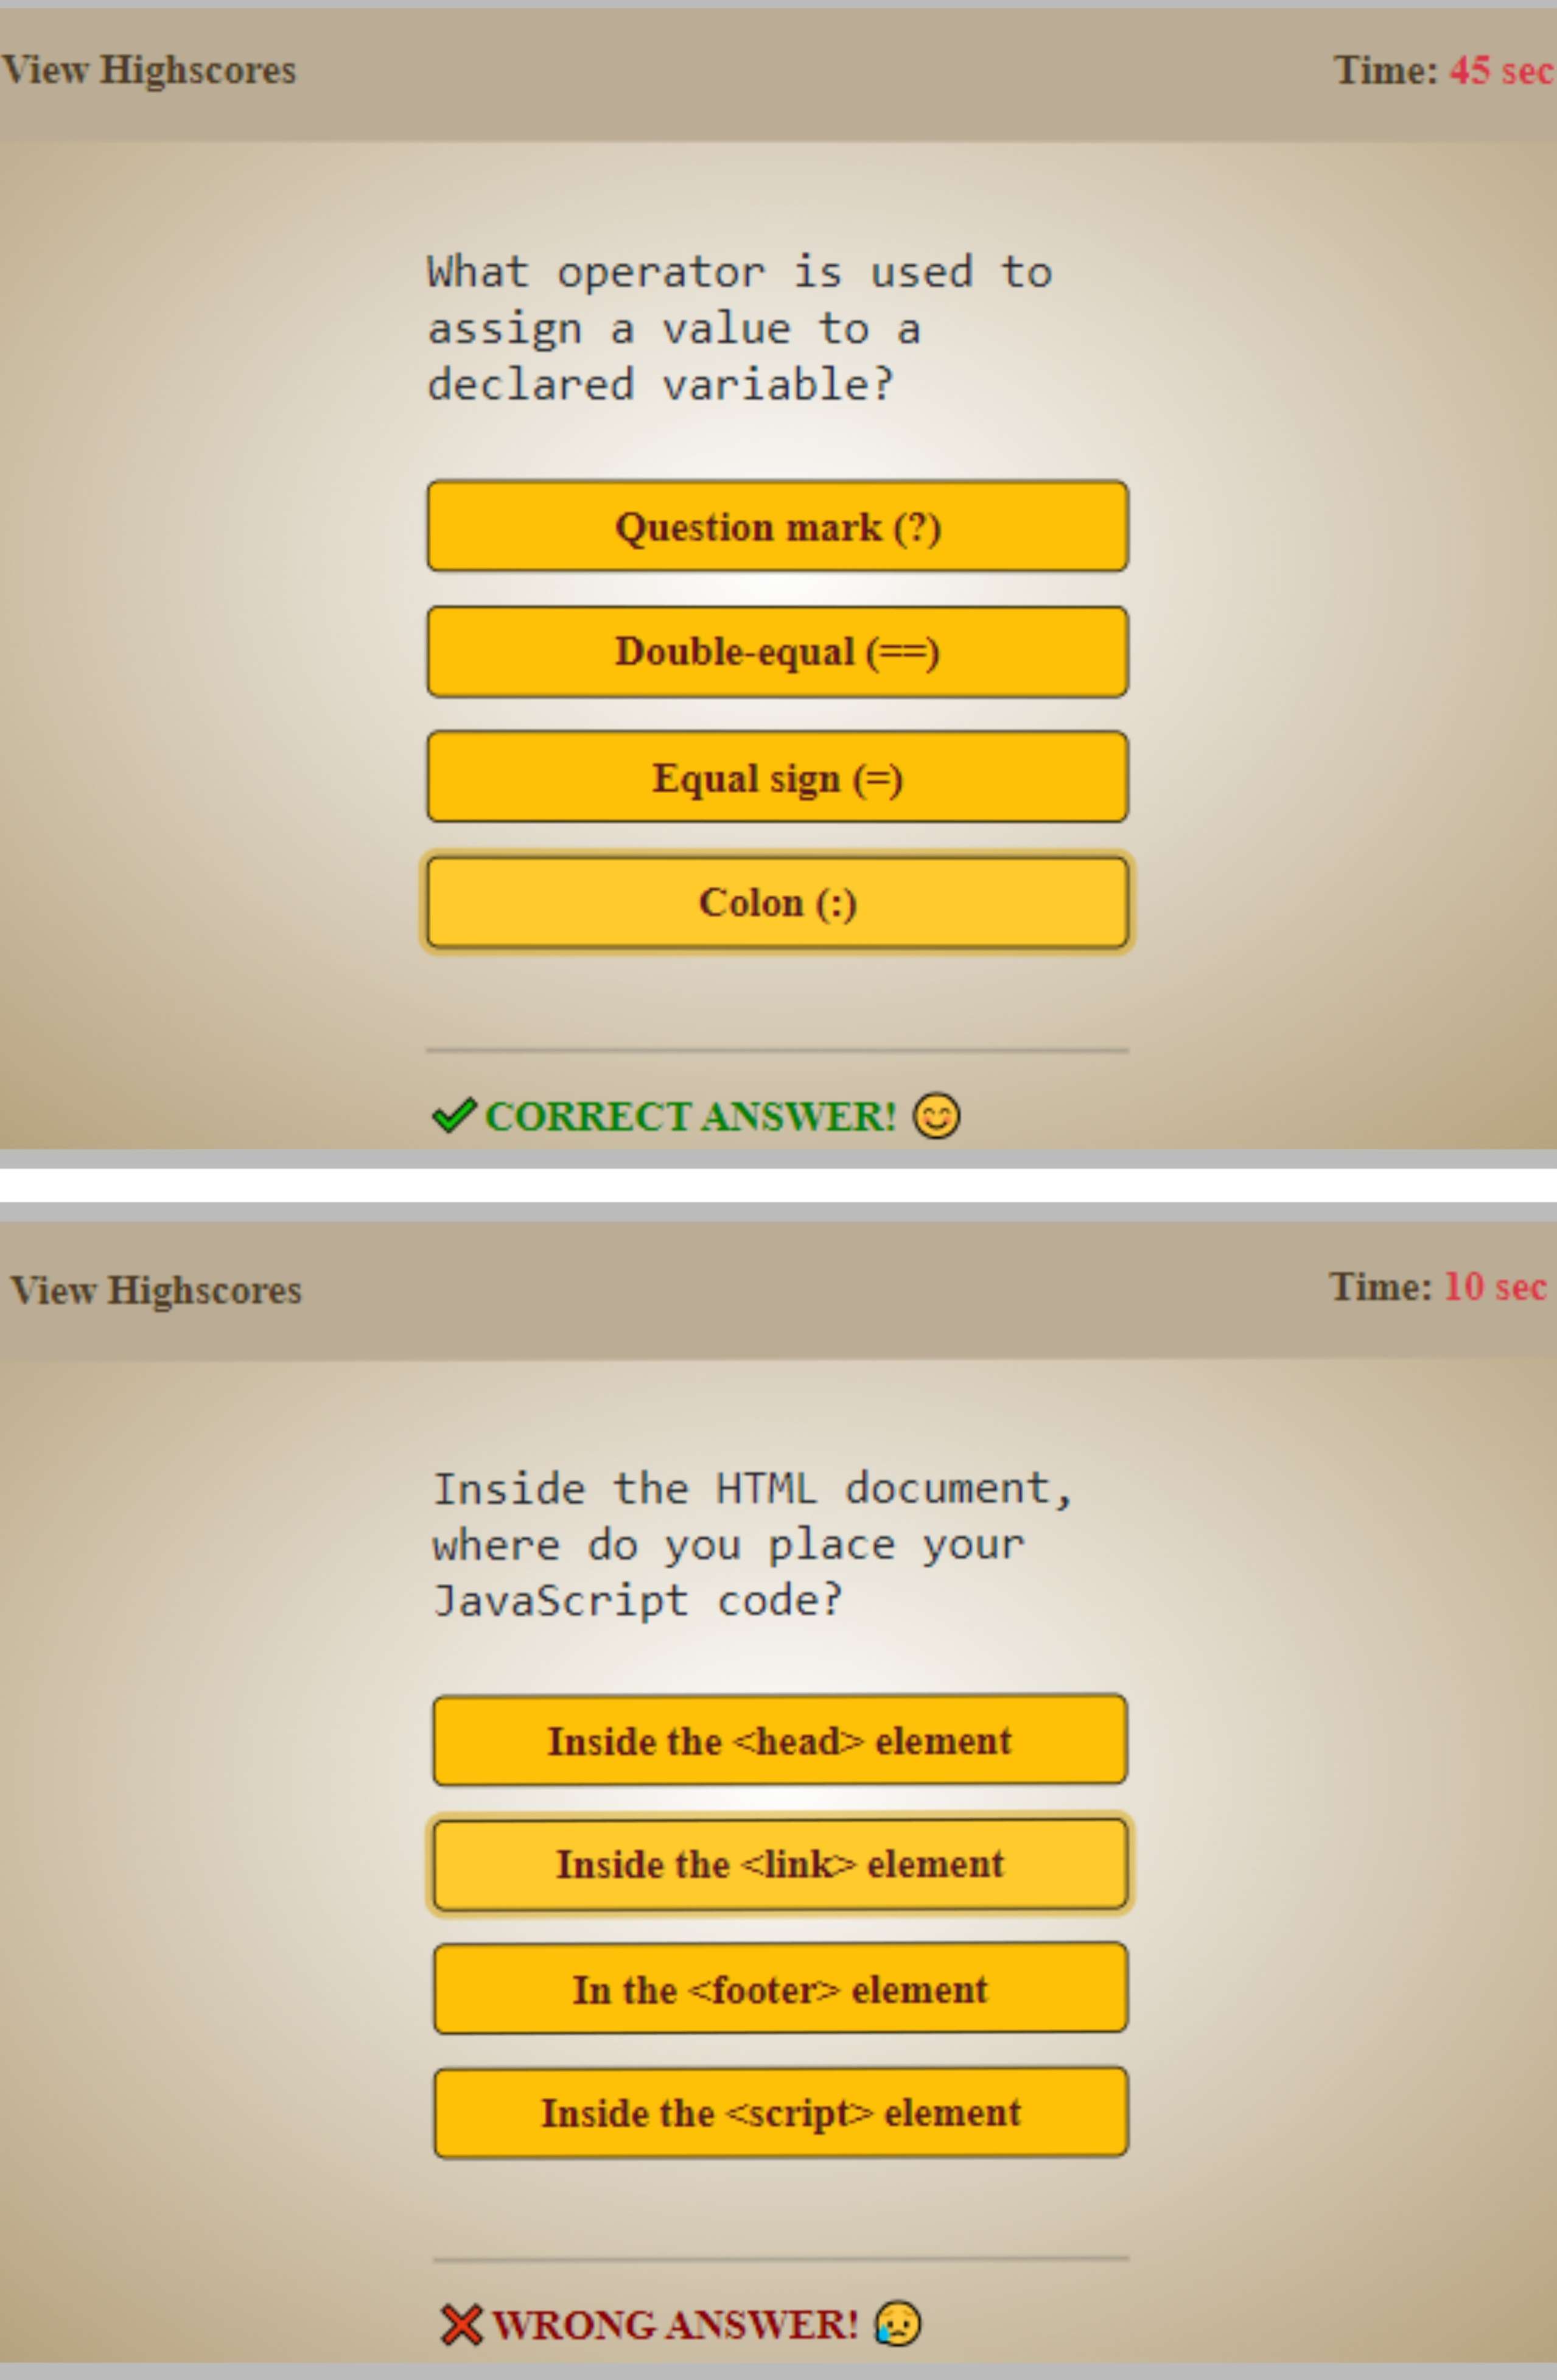 View Highscores
Time: 45 sec
What operator is used to
assign a value to a
declared variable?
Question mark (?)
Double-equal (==)
Equal sign (=)
Colon (:)
CORRECT ANSWER!
View Highscores
Time: 10 sec
Inside the HTML document,
where do you place your
JavaScript code?
Inside the <head> element
Inside the <link> element
In the <footer> element
Inside the <script> element
WRONG ANSWER!